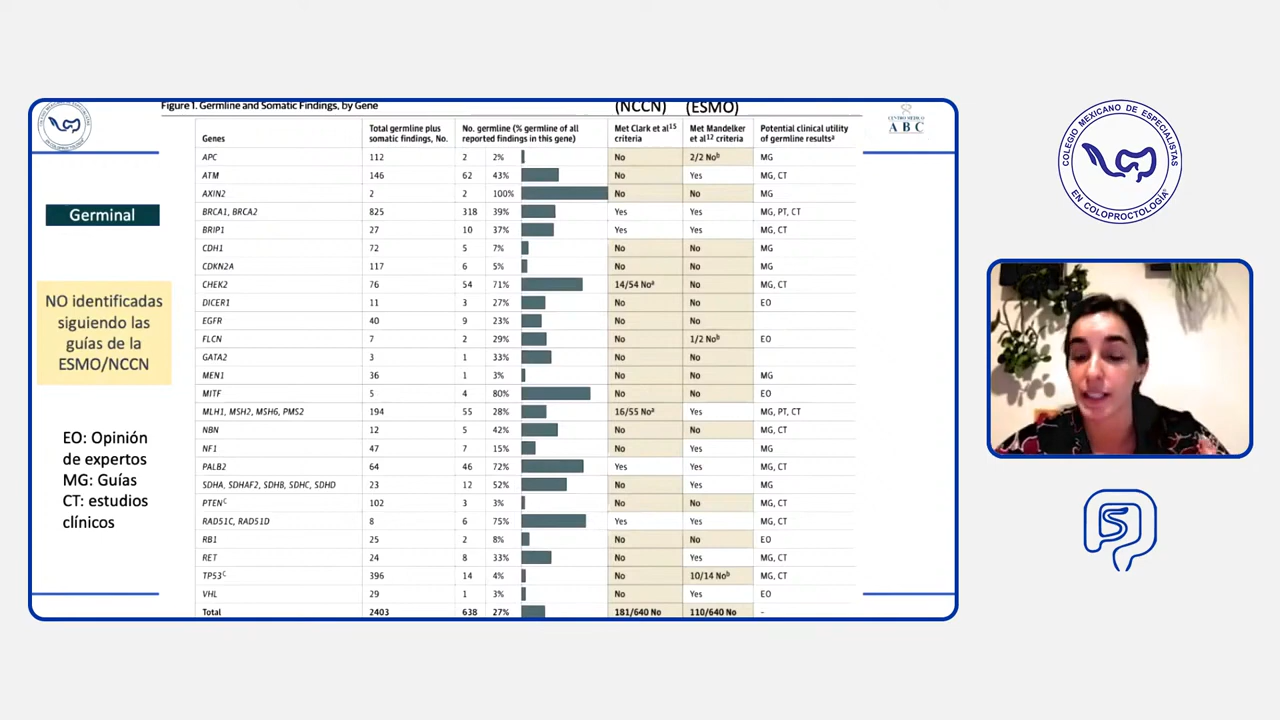 Figure 1. Germline and Somatic Findings, by Gene
(NCCN) (ESMO)
Genes Total germline plus somatic findings, No. No. germline (% germline of all reported findings in this gene) Met Clark et al15 criteria Met Mandelker et al12 criteria Potential clinical utility of germline resultsa
APC 112 2 2% No 2/2 Nob MG
ATM 146 62 43% No Yes MG, CT
AXIN2 2 2 100% No No MG
BRCA1, BRCA2 825 318 39% Yes Yes MG, PT, CT
BRIP1 27 10 37% Yes Yes MG, CT
CDH1 72 5 7% No No MG
CDKN2A 117 6 5% No No MG
CHEK2 76 54 71% 14/54 Noa No MG, CT
DICER1 11 3 27% No No EO
EGFR 40 9 23% No No
FLCN 7 2 29% No 1/2 Nob EO
GATA2 3 1 33% No No
MEN1 36 1 3% No No MG
MITF 5 4 80% No No EO
MLH1, MSH2, MSH6, PMS2 194 55 28% 16/55 Noa Yes MG, PT, CT
NBN 12 5 42% No No MG, CT
NF1 47 7 15% No Yes MG
PALB2 64 46 72% Yes Yes MG, CT
SDHA, SDHAF2, SDHB, SDHC, SDHD 23 12 52% No Yes MG
PTENC 102 3 3% No No MG, CT
RAD51C, RAD51D 8 6 75% Yes Yes MG, CT
RB1 25 2 8% No No EO
RET 24 8 33% No Yes MG, CT
TP53C 396 14 4% No 10/14 Nob MG, CT
VHL 29 1 3% No Yes EO
Total 2403 638 27% 181/640 No 110/640 No -
Germinal
NO identificadas
siguiendo las
guías de la
ESMO/NCCN
EO: Opinión
de expertos
MG: Guías
CT: estudios
clínicos
CENTRO MEDICO
ABC
COLEGIO MEXICANO DE ESPECIALISTAS
EN COLOPROCTOLOGÍA